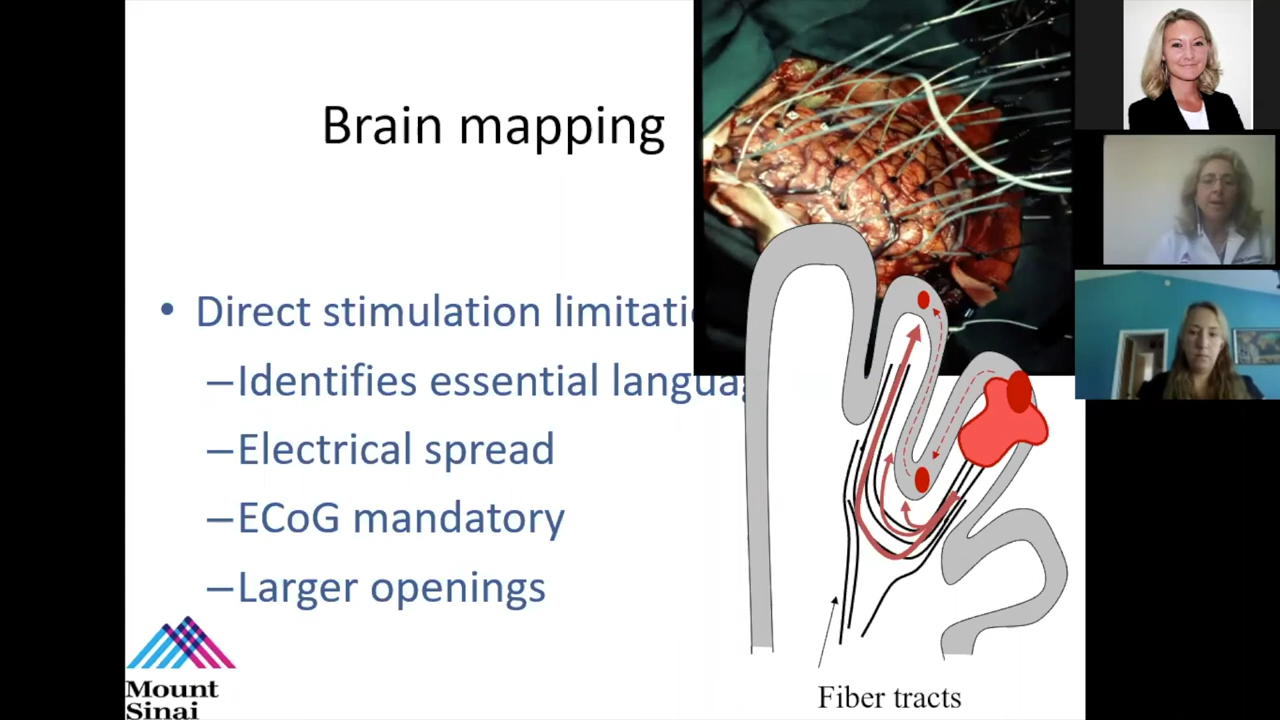 Brain mapping
• Direct stimulation limitati
–Identifies essential langua
–Electrical spread
–ECoG mandatory
–Larger openings
Mount
Sinai
Fiber tracts